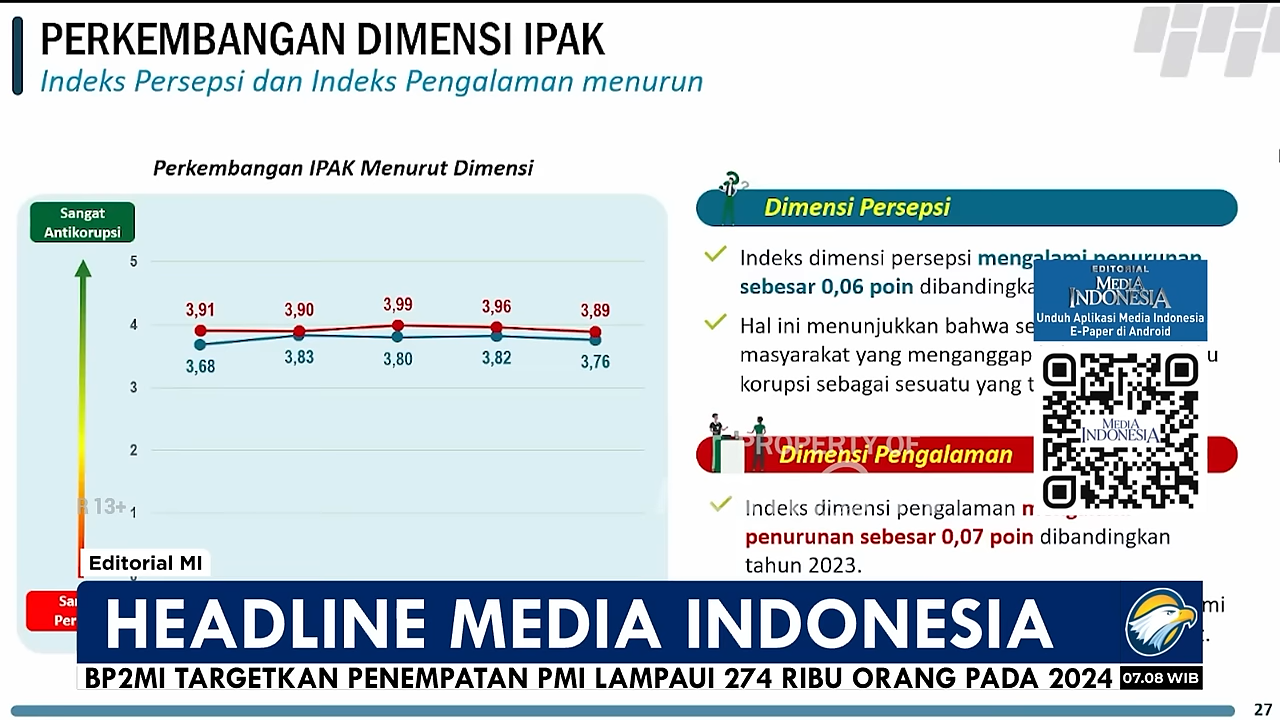 PERKEMBANGAN DIMENSI IPAK
Indeks Persepsi dan Indeks Pengalaman menurun
Perkembangan IPAK Menurut Dimensi
Sangat
Antikorupsi
5
4
3
2
1
3,91
3,90
3,99
3,96
3,89
3,68
3,83
3,80
3,82
3,76
Dimensi Persepsi
Indeks dimensi persepsi mengalami penurunan
sebesar 0,06 poin
Hal ini menunjukkan bahwa
masyarakat yang menganggap
korupsi sebagai sesuatu yang
EDITORIAL
MEDIA
INDONESIA
Unduh Aplikasi Media Indonesia
E-Paper di Android
MEDIA
INDONESIA
PROPERTY OF
Dimensi Pengalaman
Indeks dimensi pengalaman
penurunan sebesar 0,07 poin dibandingkan
tahun 2023.
R 13+
Editorial MI
HEADLINE MEDIA INDONESIA
BP2MI TARGETKAN PENEMPATAN PMI LAMPAUI 274 RIBU ORANG PADA 2024
07.08 WIB
27